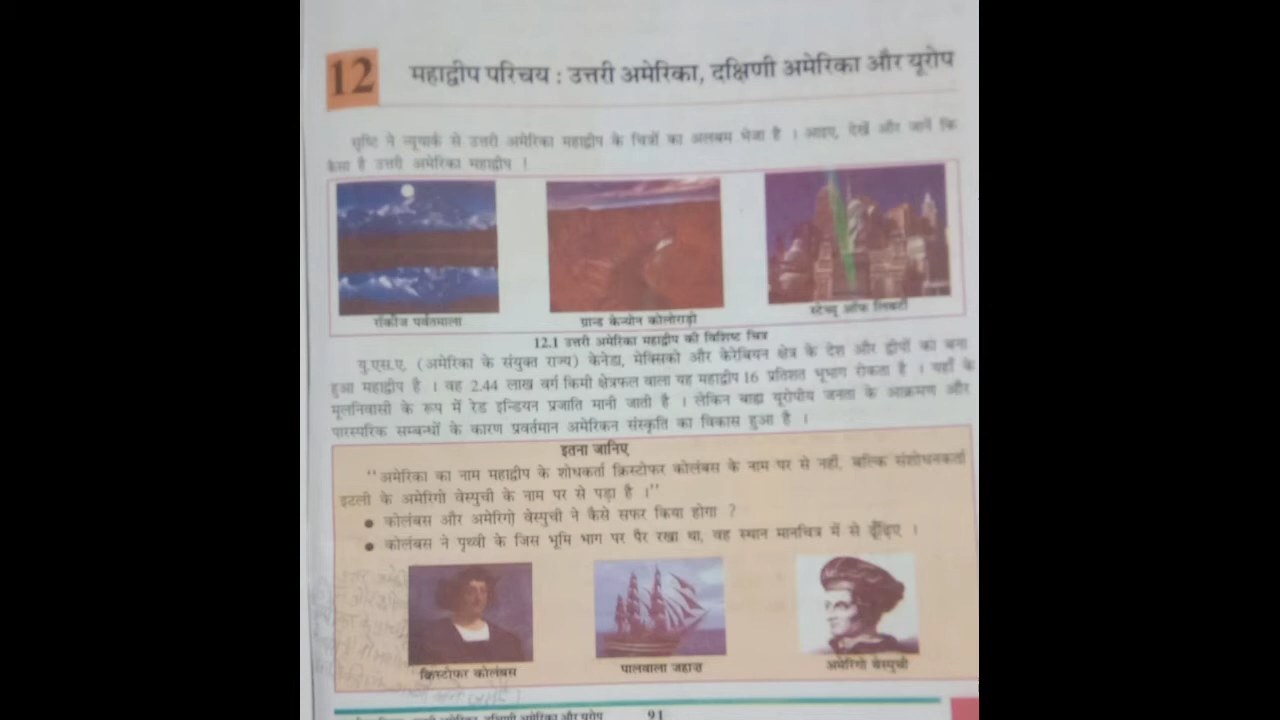 12
महाद्वीप परिचय : उत्तरी अमेरिका, दक्षिणी अमेरिका और यूरोप
सृष्टि ने न्यूयार्क से उत्तरी अमेरिका महाद्वीप के चित्रों का अलबम भेजा है । आइए, देखें और जानें कि
कैसा है उत्तरी अमेरिका महाद्वीप !
रॉकीज पर्वतमाला
ग्रान्ड केन्योन कोलोराड़ो
स्टेच्यु ऑफ लिबर्टी
12.1 उत्तरी अमेरिका महाद्वीप की विशिष्ट चित्र
यु.एस.ए. (अमेरिका के संयुक्त राज्य) केनेडा, मेक्सिको और केरेबियन क्षेत्र के देश और द्वीपों का बना
हुआ महाद्वीप है । वह 2.44 लाख वर्ग किमी क्षेत्रफल वाला यह महाद्वीप 16 प्रतिशत भूभाग रोकता है । यहाँ के
मूलनिवासी के रूप में रेड इन्डियन प्रजाति मानी जाती है । लेकिन बाह्य यूरोपीय जनता के आक्रमण और
पारस्परिक सम्बन्धों के कारण प्रवर्तमान अमेरिकन संस्कृति का विकास हुआ है ।
इतना जानिए
"अमेरिका का नाम महाद्वीप के शोधकर्ता क्रिस्टोफर कोलंबस के नाम पर से नहीं, बल्कि संशोधनकर्ता
इटली के अमेरिगो वेस्पुची के नाम पर से पड़ा है ।"
● कोलंबस और अमेरिगो वेस्पुची ने कैसे सफर किया होगा ?
● कोलंबस ने पृथ्वी के जिस भूमि भाग पर पैर रखा था, वह स्थान मानचित्र में से ढूँढ़िए ।
क्रिस्टोफर कोलंबस
पालवाला जहाज़
अमेरिगो वेस्पुची
अमेरिका, दक्षिणी अमेरिका और यूरोप
91